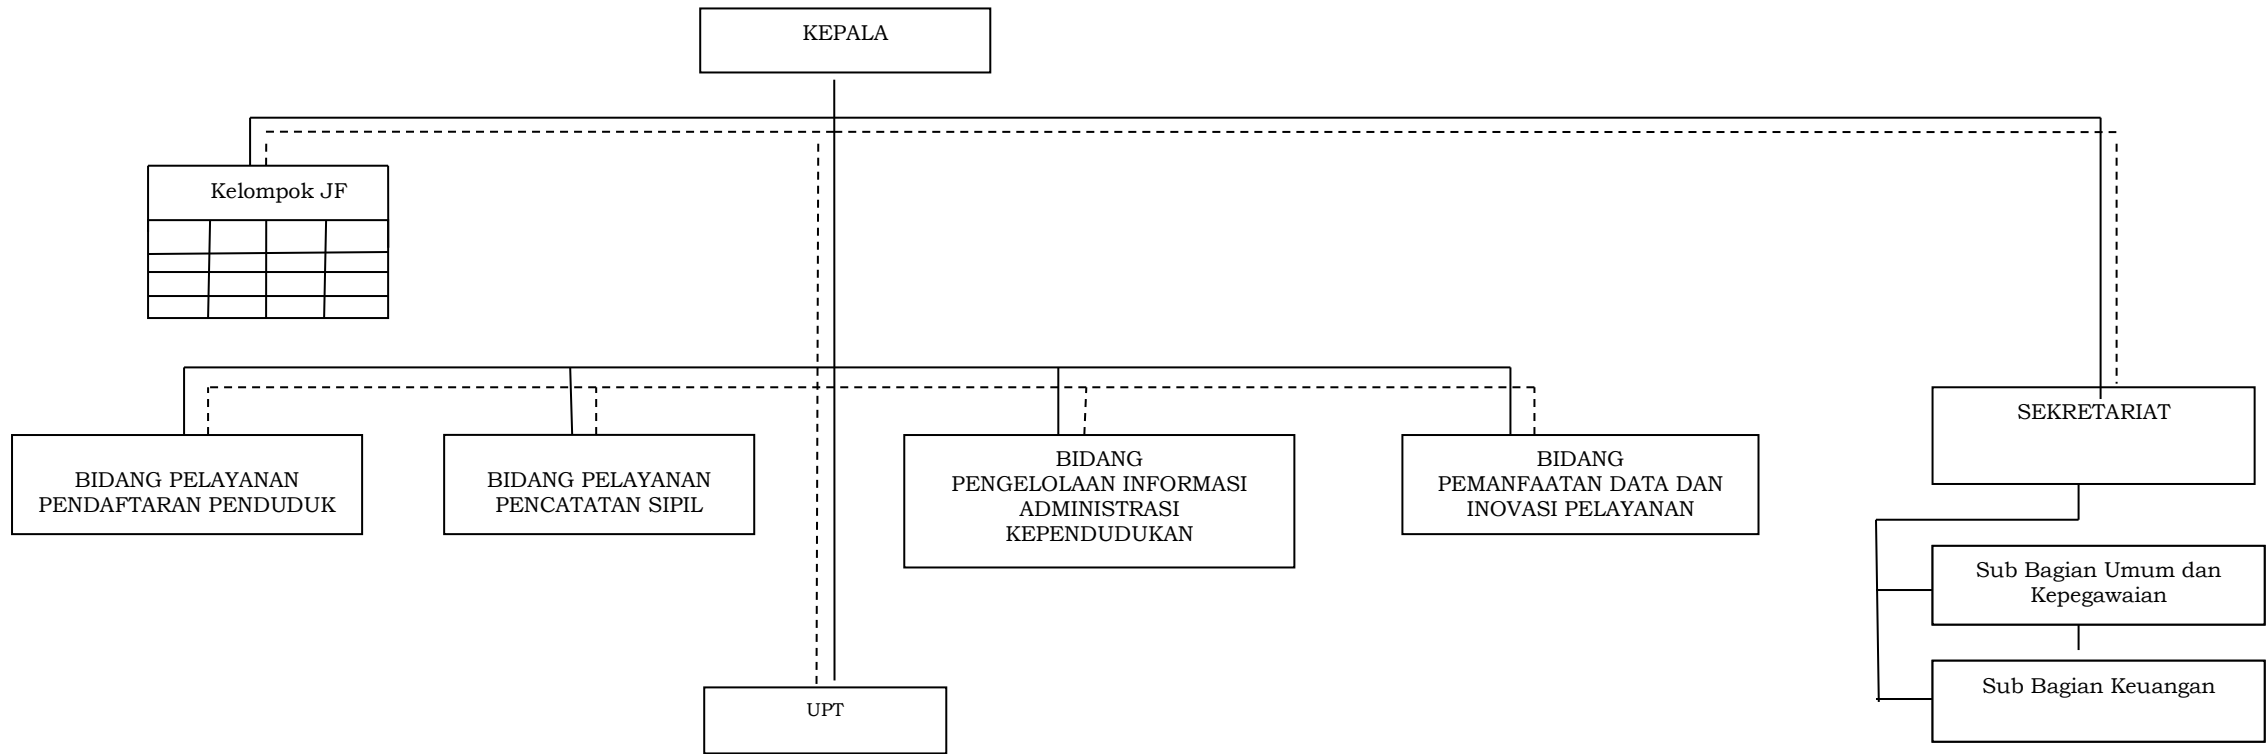 KEPALA
Kelompok JF
BIDANG PELAYANAN
PENDAFTARAN PENDUDUK
BIDANG PELAYANAN
PENCATATAN SIPIL
BIDANG
PENGELOLAAN INFORMASI
ADMINISTRASI
KEPENDUDUKAN
BIDANG
PEMANFAATAN DATA DAN
INOVASI PELAYANAN
SEKRETARIAT
Sub Bagian Umum dan
Kepegawaian
Sub Bagian Keuangan
UPT